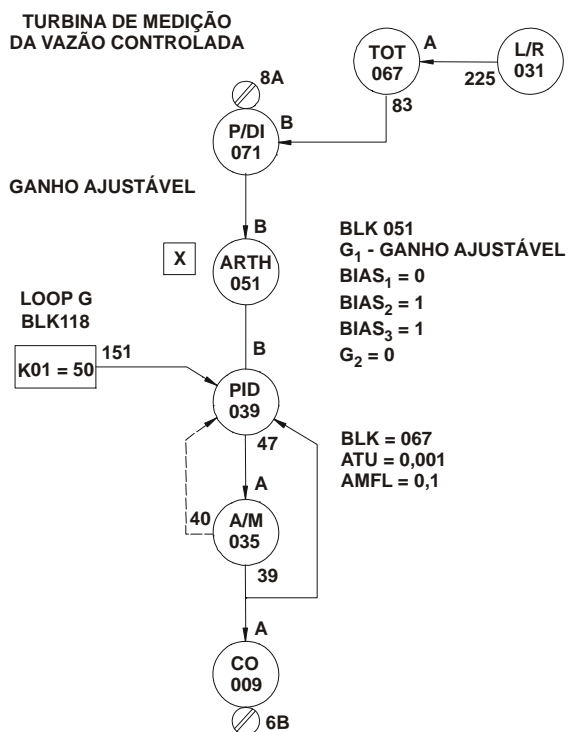 TURBINA DE MEDIÇÃO
DA VAZÃO CONTROLADA
TOT
067
A
L/R
031
225
83
8A
P/DI
071
B
GANHO AJUSTÁVEL
B
X
ARTH
051
BLK 051
G1 - GANHO AJUSTÁVEL
BIAS1 = 0
BIAS2 = 1
BIAS3 = 1
G2 = 0
LOOP G
BLK118
151
K01 = 50
B
PID
039
47
BLK = 067
ATU = 0,001
AMFL = 0,1
A
40
A/M
035
39
A
CO
009
6B